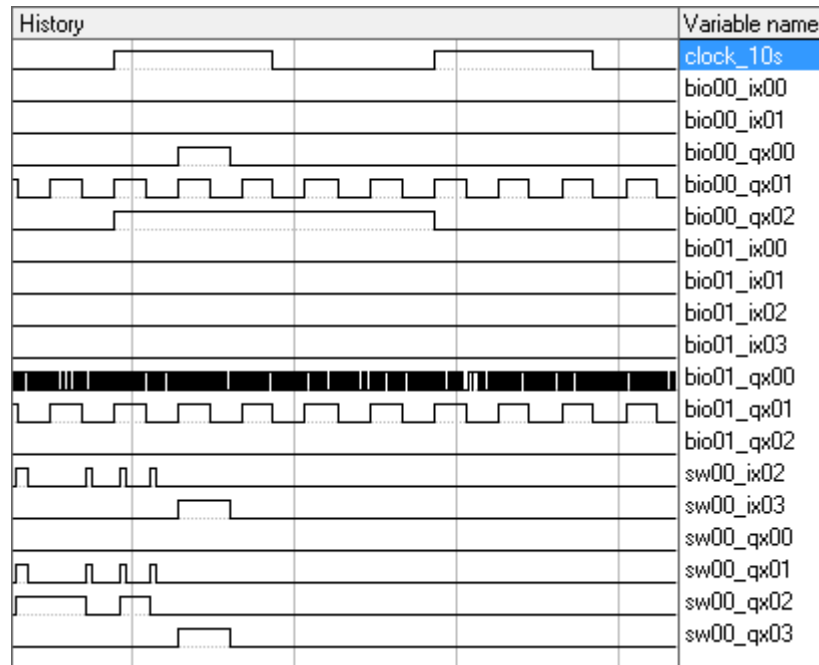 History Variable name
clock_10s
bio00_ix00
bio00_ix01
bio00_qx00
bio00_qx01
bio00_qx02
bio01_ix00
bio01_ix01
bio01_ix02
bio01_ix03
bio01_qx00
bio01_qx01
bio01_qx02
sw00_ix02
sw00_ix03
sw00_qx00
sw00_qx01
sw00_qx02
sw00_qx03